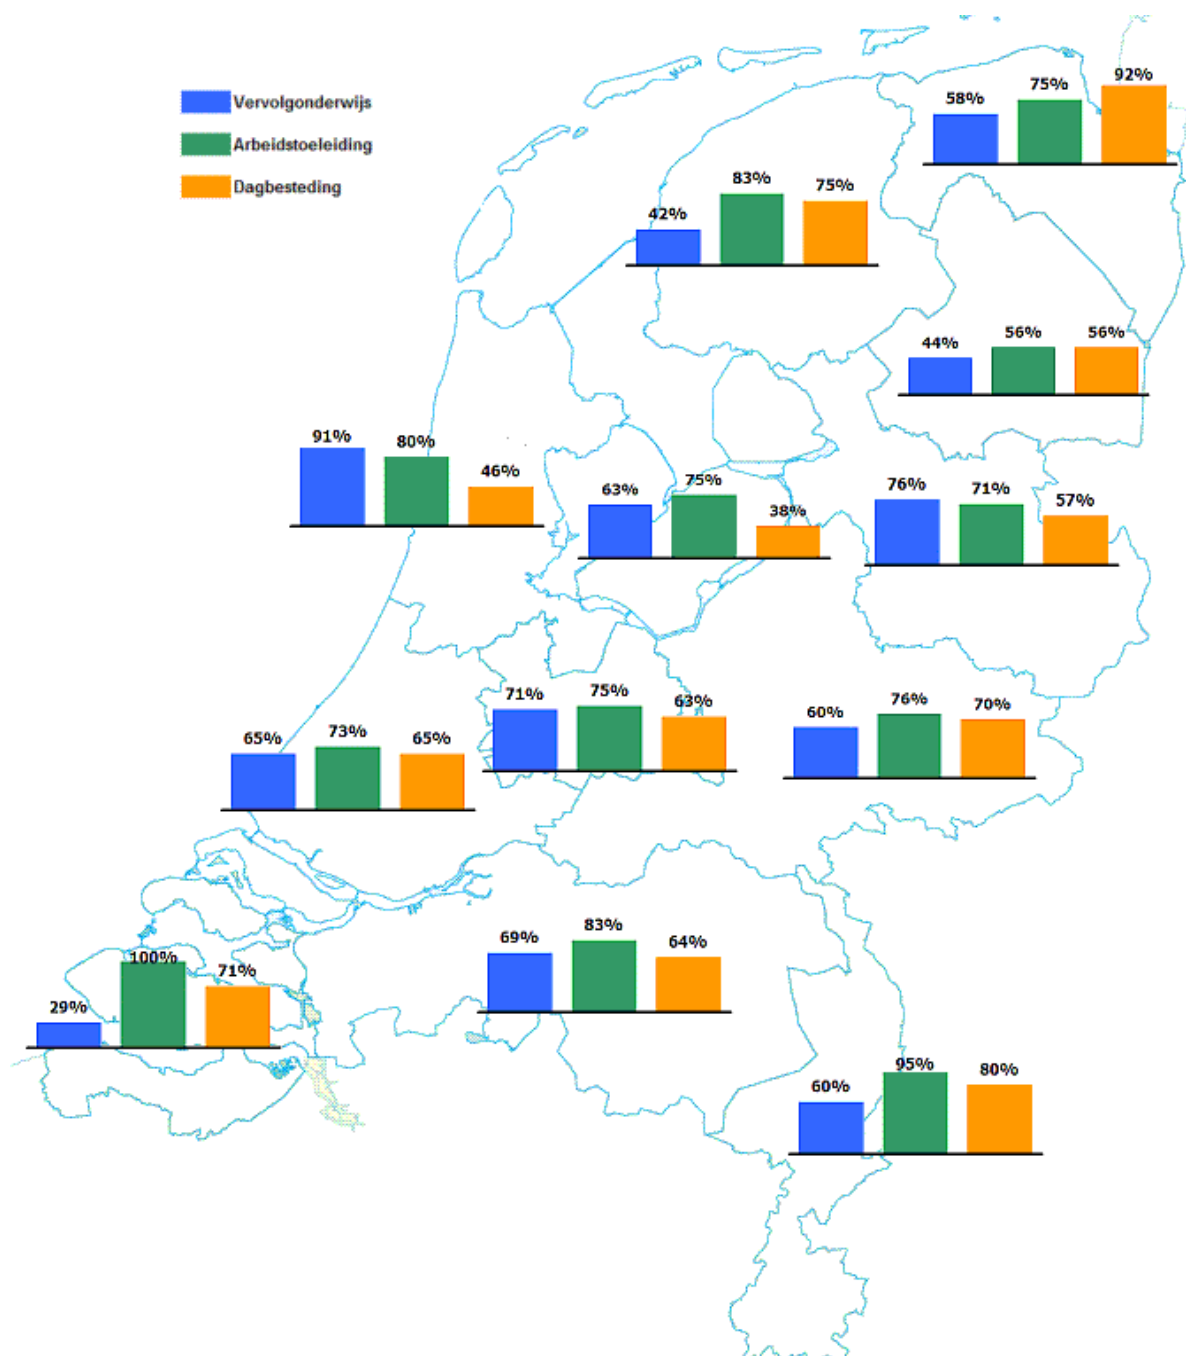 Vervolgonderwijs
Arbeidstoeleiding
Dagbesteding
58% 75% 92%
42% 83% 75%
44% 56% 56%
91% 80% 46%
63% 75% 38%
76% 71% 57%
71% 75% 63%
60% 76% 70%
65% 73% 65%
69% 83% 64%
29% 100% 71%
60% 95% 80%